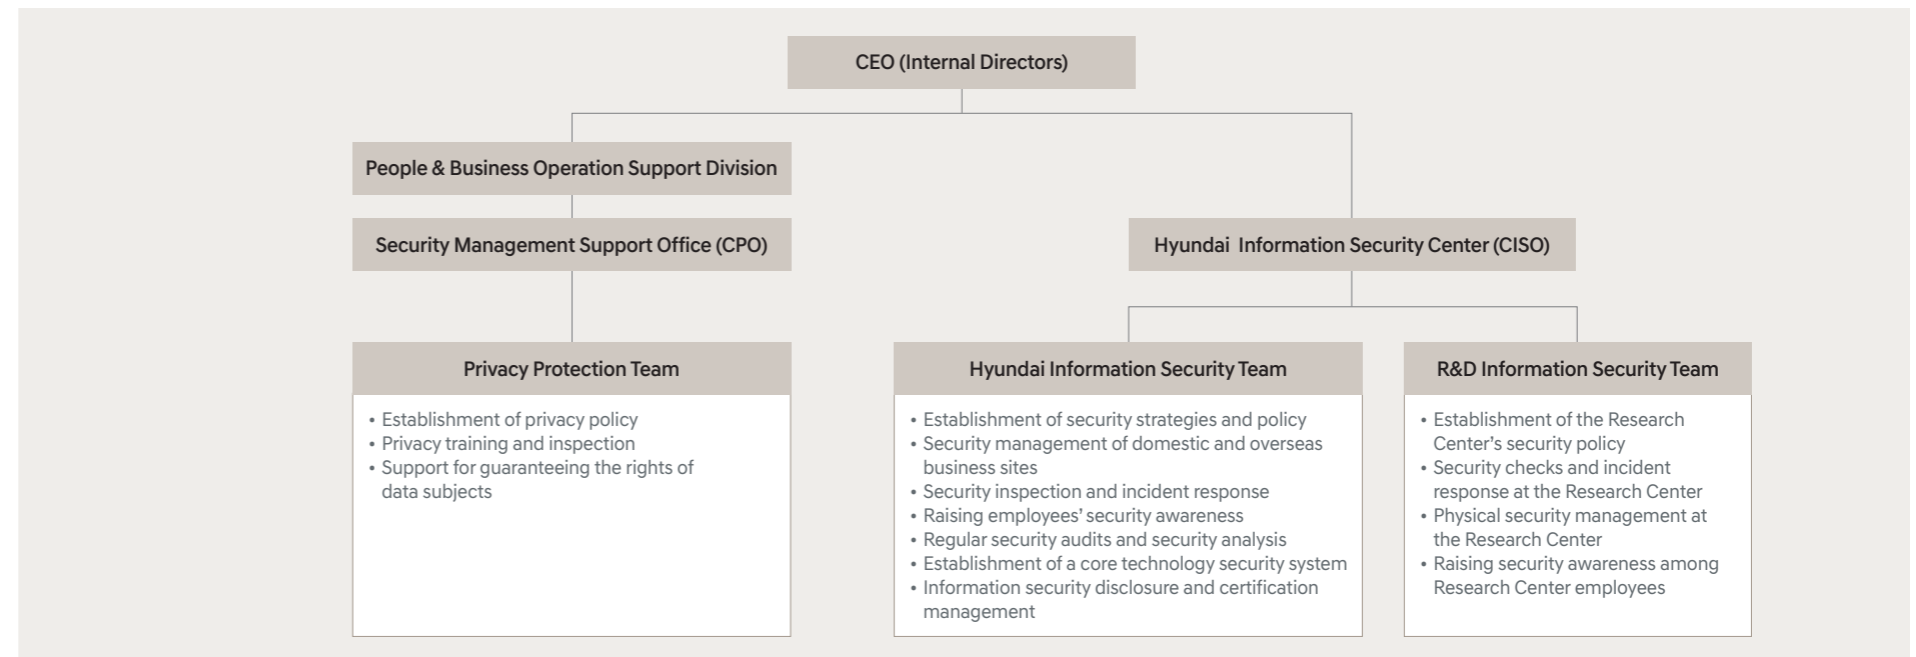 CEO (Internal Directors)
People & Business Operation Support Division
Security Management Support Office (CPO)
Hyundai Information Security Center (CISO)
Privacy Protection Team
• Establishment of privacy policy
• Privacy training and inspection
• Support for guaranteeing the rights of
data subjects
Hyundai Information Security Team
• Establishment of security strategies and policy
• Security management of domestic and overseas
business sites
• Security inspection and incident response
• Raising employees’ security awareness
• Regular security audits and security analysis
• Establishment of a core technology security system
• Information security disclosure and certification
management
R&D Information Security Team
• Establishment of the Research
Center’s security policy
• Security checks and incident
response at the Research Center
• Physical security management at
the Research Center
• Raising security awareness among
Research Center employees